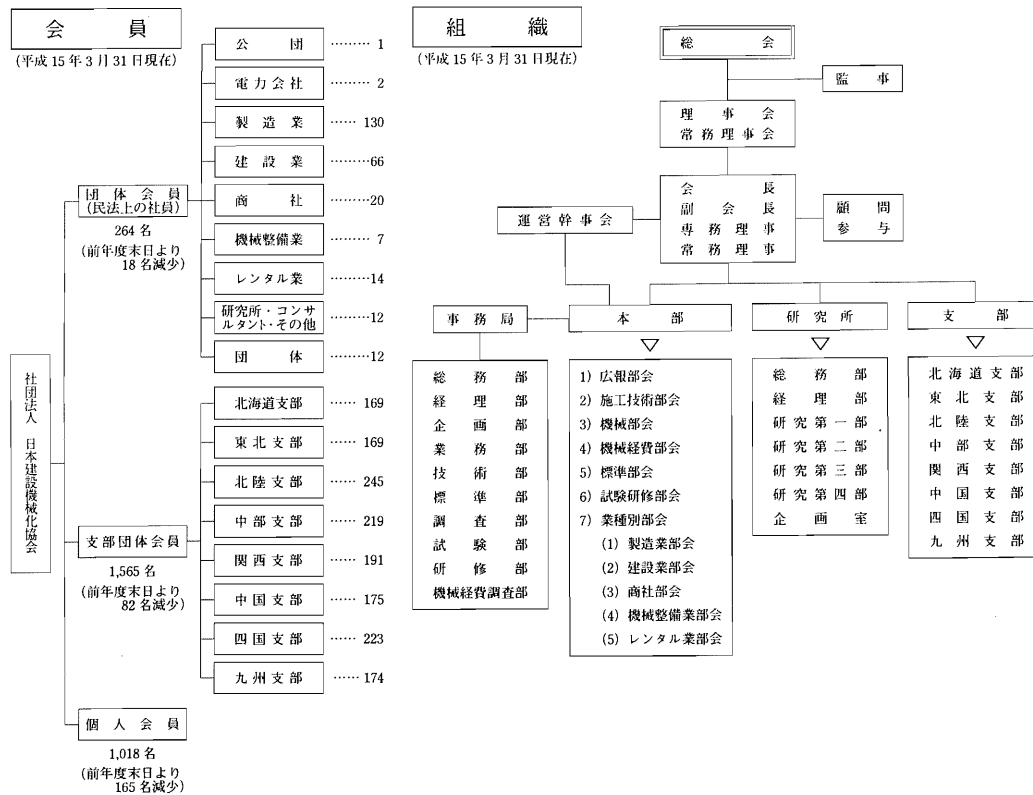 会員
(平成15年3月31日現在)
社団法人 日本建設機械化協会
団体会員
(民法上の社員)
264名
(前年度末日より
18名減少)
公団 ……… 1
電力会社 ……… 2
製造業 …… 130
建設業 ………66
商社 ………20
機械整備業 ……… 7
レンタル業 ………14
研究所・コンサ
ルタント・その他 ………12
団体 ………12
支部団体会員
1,565名
(前年度末日より
82名減少)
北海道支部 …… 169
東北支部 …… 169
北陸支部 …… 245
中部支部 …… 219
関西支部 …… 191
中国支部 …… 175
四国支部 …… 223
九州支部 …… 174
個人会員
1,018名
(前年度末日より
165名減少)
組織
(平成15年3月31日現在)
総会
監事
理事会
常務理事会
会長
副会長
専務理事
常務理事
運営幹事会
顧問
参与
事務局
総務部
経理部
企画部
業務部
技術部
標準部
調査部
試験部
研修部
機械経費調査部
本部
1) 広報部会
2) 施工技術部会
3) 機械部会
4) 機械経費部会
5) 標準部会
6) 試験研修部会
7) 業種別部会
(1) 製造業部会
(2) 建設業部会
(3) 商社部会
(4) 機械整備業部会
(5) レンタル業部会
研究所
総務部
経理部
研究第一部
研究第二部
研究第三部
研究第四部
企画室
支部
北海道支部
東北支部
北陸支部
中部支部
関西支部
中国支部
四国支部
九州支部